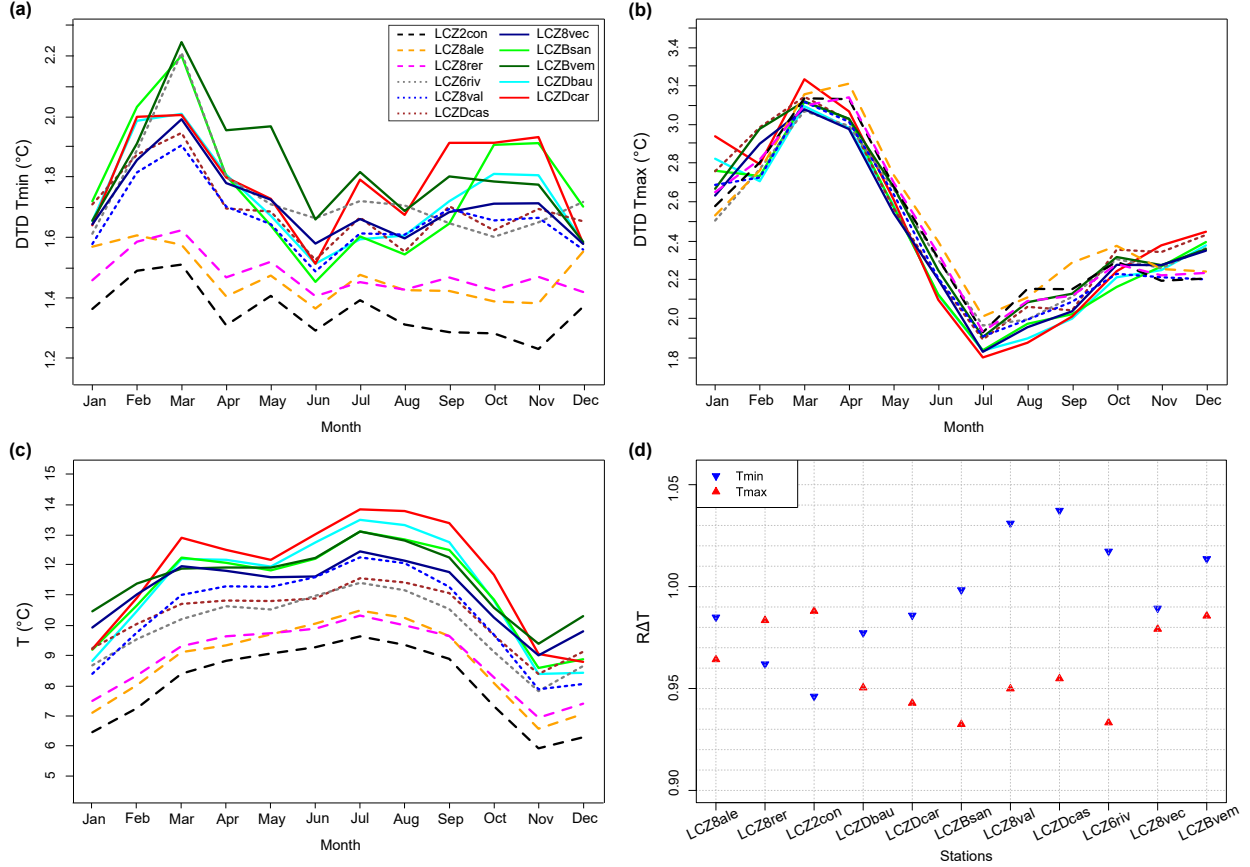 (a)
DTD Tmin (°C)
1.2
1.4
1.6
1.8
2.0
2.2
LCZ2con
LCZ8ale
LCZ8rer
LCZ6riv
LCZ8val
LCZDcas
LCZ8vec
LCZBsan
LCZBvem
LCZDbau
LCZDcar
Jan Feb Mar Apr May Jun Jul Aug Sep Oct Nov Dec
Month
(b)
DTD Tmax (°C)
1.8
2.0
2.2
2.4
2.6
2.8
3.0
3.2
3.4
Jan Feb Mar Apr May Jun Jul Aug Sep Oct Nov Dec
Month
(c)
T (°C)
5
6
7
8
9
10
11
12
13
14
15
Jan Feb Mar Apr May Jun Jul Aug Sep Oct Nov Dec
Month
(d)
RΔT
0.90
0.95
1.00
1.05
Tmin
Tmax
LCZ8ale LCZ8rer LCZ2con LCZDbau LCZDcar LCZBsan LCZ8val LCZDcas LCZ6riv LCZ8vec LCZBvem
Stations